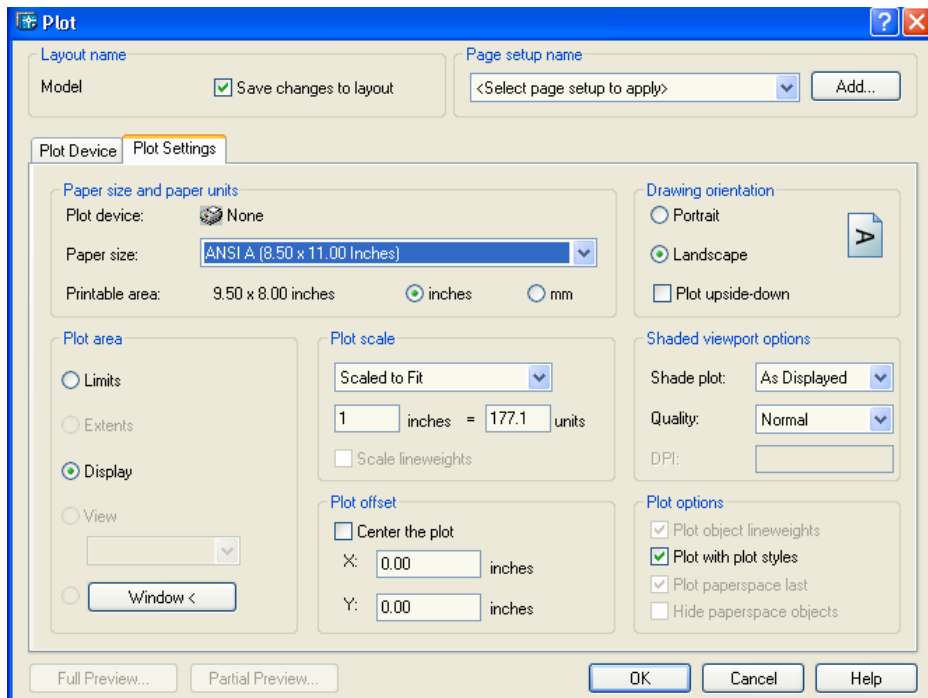 Plot
Layout name
Model
Save changes to layout
Page setup name
<Select page setup to apply>
Add...
Plot Device
Plot Settings
Paper size and paper units
Plot device:
None
Paper size:
ANSI A (8.50 x 11.00 Inches)
Printable area:
9.50 x 8.00 inches
inches
mm
Drawing orientation
Portrait
Landscape
A
Plot upside-down
Plot area
Limits
Extents
Display
View
Window <
Plot scale
Scaled to Fit
1 inches = 177.1 units
Scale lineweights
Plot offset
Center the plot
X: 0.00 inches
Y: 0.00 inches
Shaded viewport options
Shade plot: As Displayed
Quality: Normal
DPI:
Plot options
Plot object lineweights
Plot with plot styles
Plot paperspace last
Hide paperspace objects
Full Preview...
Partial Preview...
OK
Cancel
Help